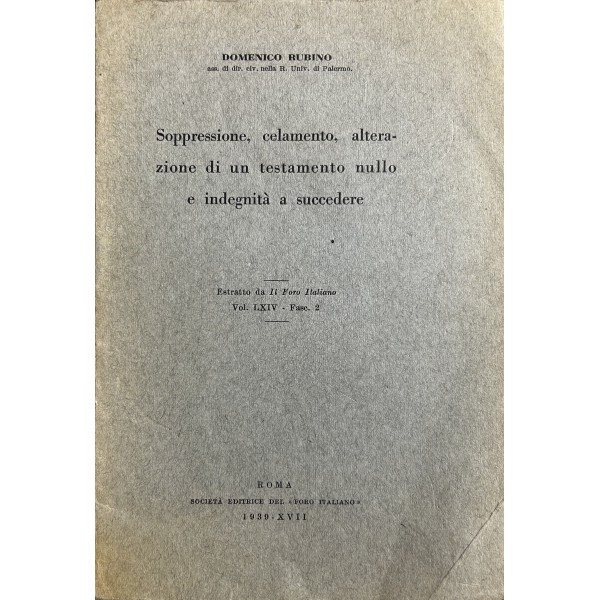 DOMENICO RUBINO
ass. di dir. civ. nella R. Univ. di Palermo.
Soppressione, celamento, altera-
zione di un testamento nullo
e indegnità a succedere
Estratto da Il Foro Italiano
Vol. LXIV - Fasc. 2
ROMA
SOCIETÀ EDITRICE DEL «FORO ITALIANO»
1939-XVII